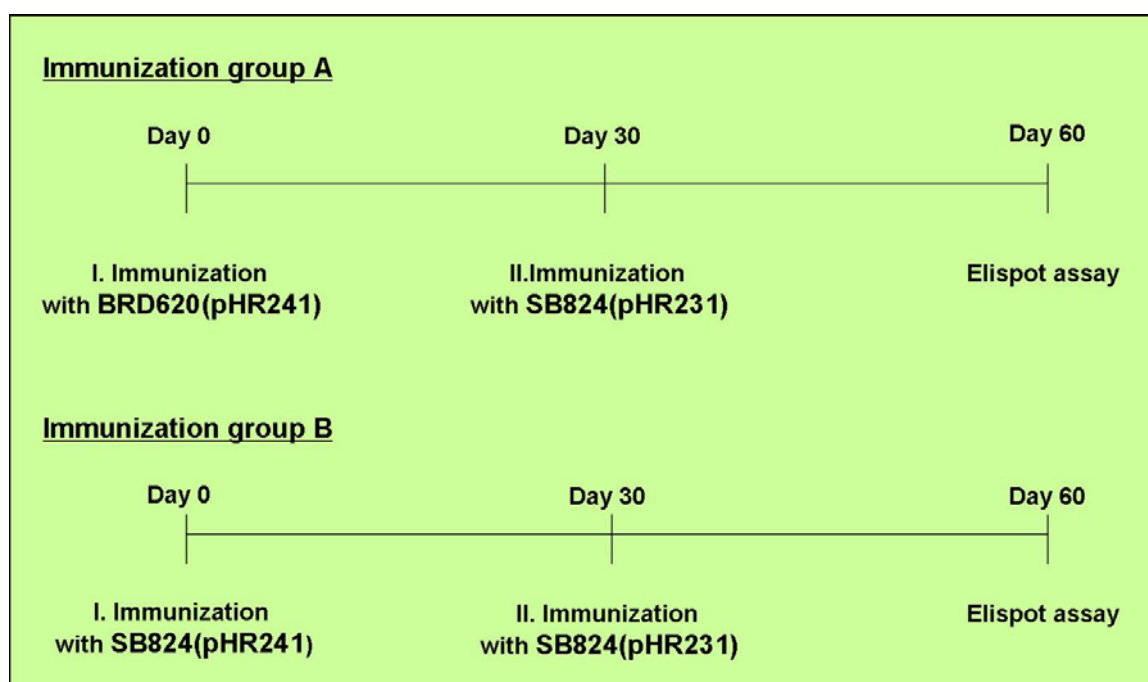 Immunization group A
Day 0 Day 30 Day 60
I. Immunization II.Immunization Elispot assay
with BRD620(pHR241) with SB824(pHR231)
Immunization group B
Day 0 Day 30 Day 60
I. Immunization II. Immunization Elispot assay
with SB824(pHR241) with SB824(pHR231)